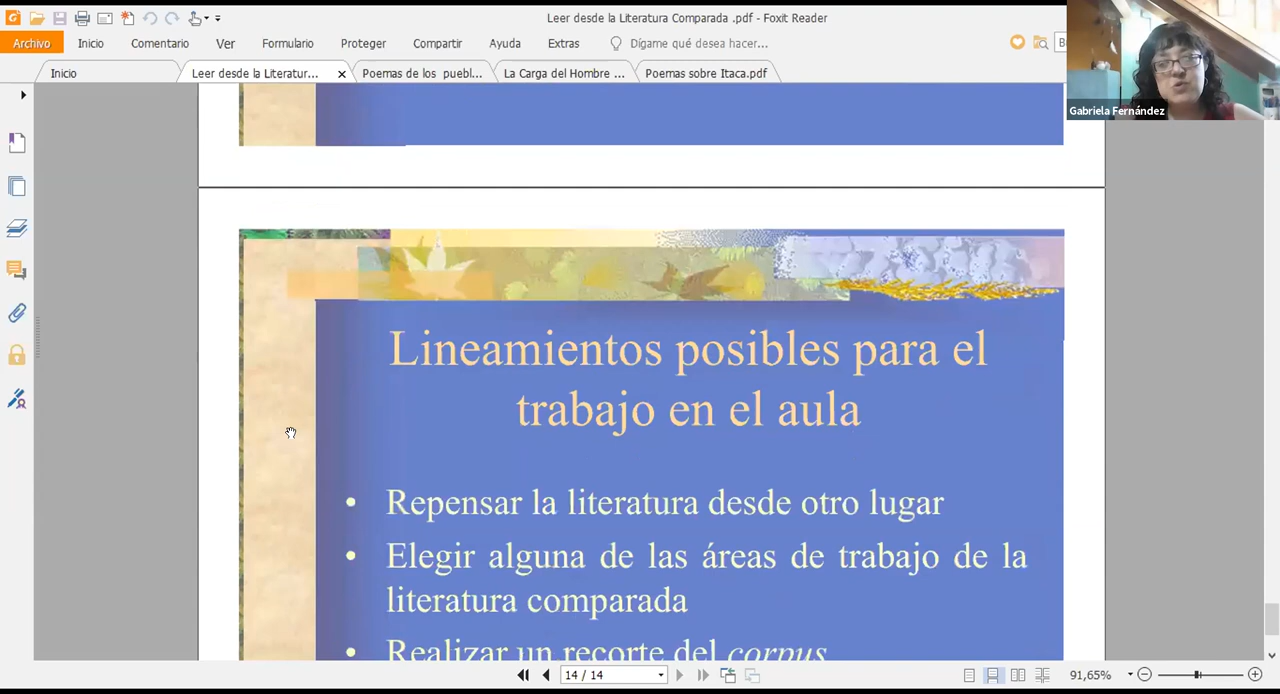 Leer desde la Literatura Comparada .pdf - Foxit Reader
Archivo Inicio Comentario Ver Formulario Proteger Compartir Ayuda Extras Dígame qué desea hacer...
Inicio Leer desde la Literatur... Poemas de los puebl... La Carga del Hombre ... Poemas sobre Itaca.pdf
Gabriela Fernández
Lineamientos posibles para el
trabajo en el aula
• Repensar la literatura desde otro lugar
• Elegir alguna de las áreas de trabajo de la
literatura comparada
• Realizar un recorte del corpus
14 / 14
91,65%